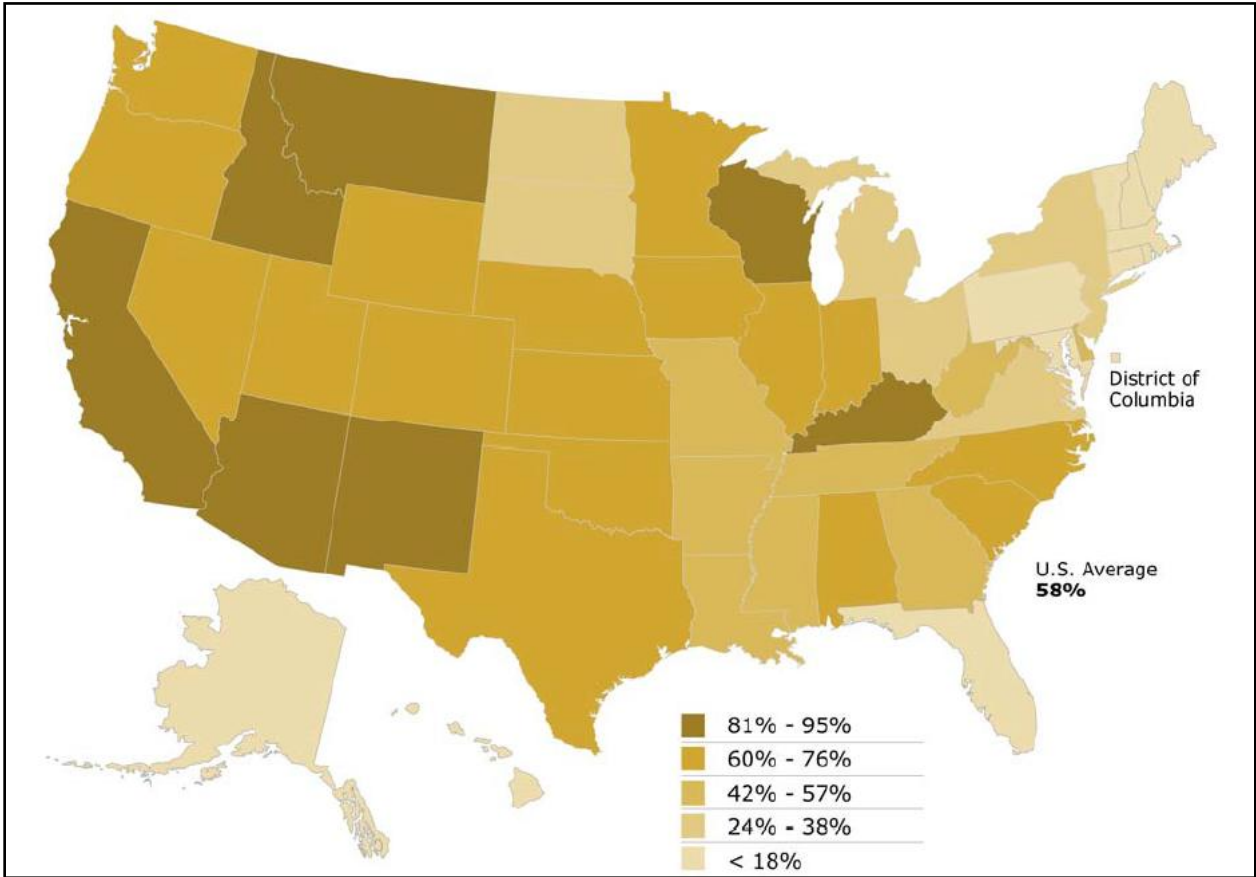 District of
Columbia
U.S. Average
58%
81% - 95%
60% - 76%
42% - 57%
24% - 38%
< 18%